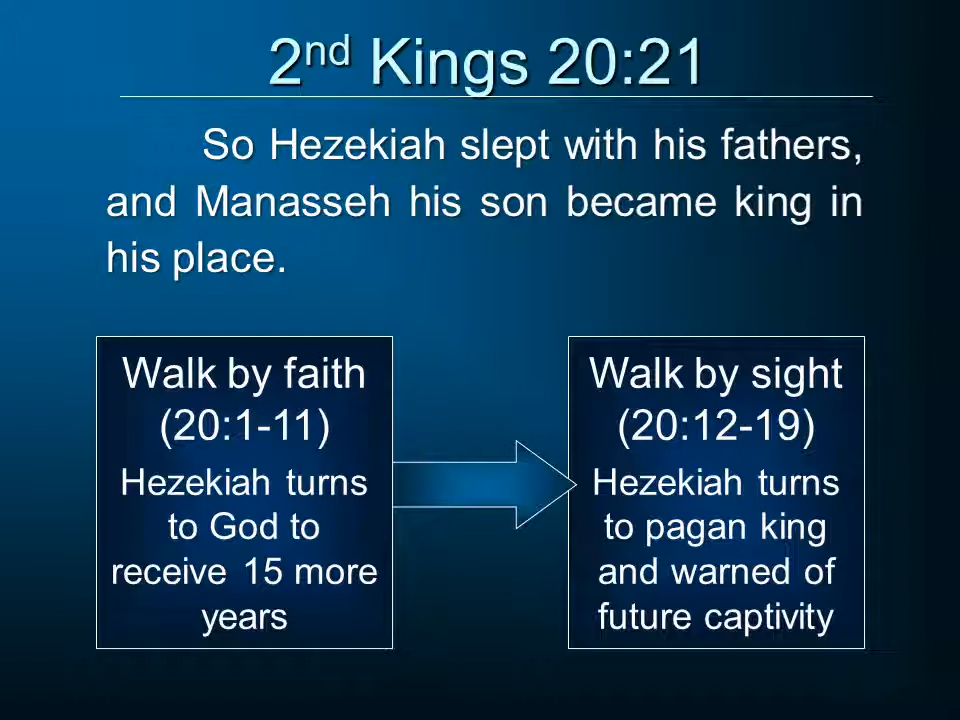 2nd Kings 20:21
So Hezekiah slept with his fathers,
and Manasseh his son became king in
his place.
Walk by faith
(20:1-11)
Hezekiah turns
to God to
receive 15 more
years
Walk by sight
(20:12-19)
Hezekiah turns
to pagan king
and warned of
future captivity